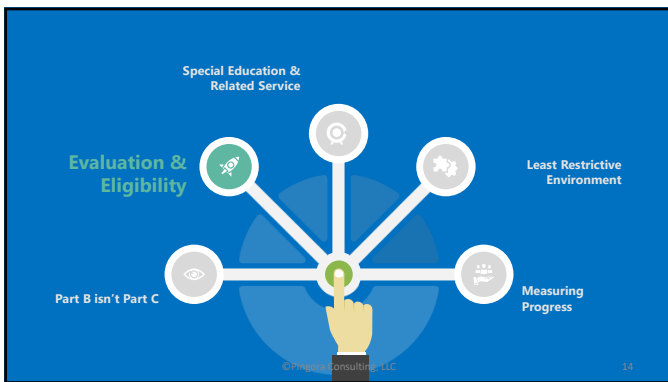 Special Education &
Related Service
Evaluation &
Eligibility
Least Restrictive
Environment
Part B isn't Part C
Measuring
Progress
©Pingora Consulting, LLC
14